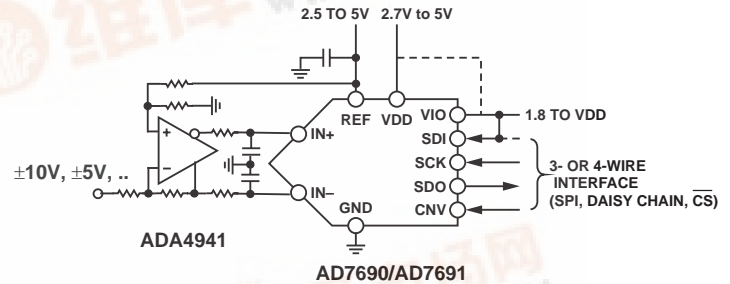 2.5 TO 5V 2.7V to 5V
REF VDD VIO
1.8 TO VDD
SDI
IN+
SCK
3- OR 4-WIRE
INTERFACE
(SPI, DAISY CHAIN, CS)
SDO
CNV
±10V, ±5V, ..
+
−
IN−
GND
ADA4941
AD7690/AD7691